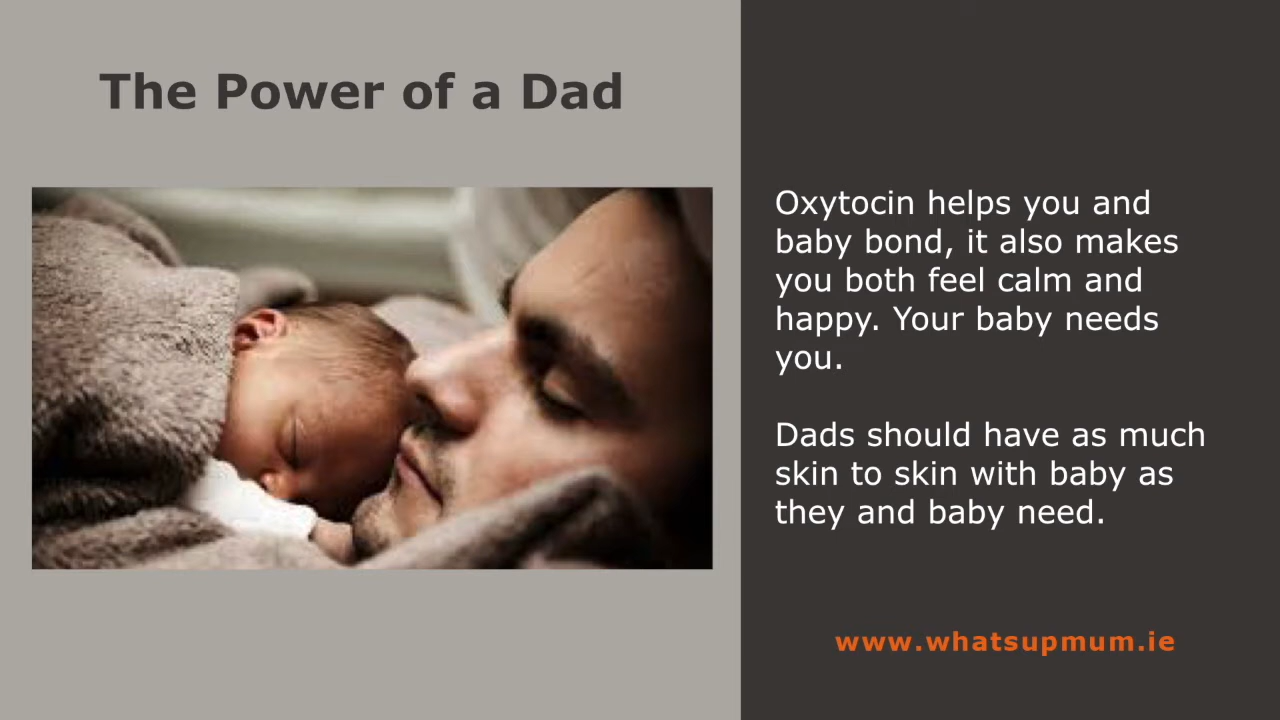 The Power of a Dad
Oxytocin helps you and
baby bond, it also makes
you both feel calm and
happy. Your baby needs
you.
Dads should have as much
skin to skin with baby as
they and baby need.
www.whatsupmum.ie